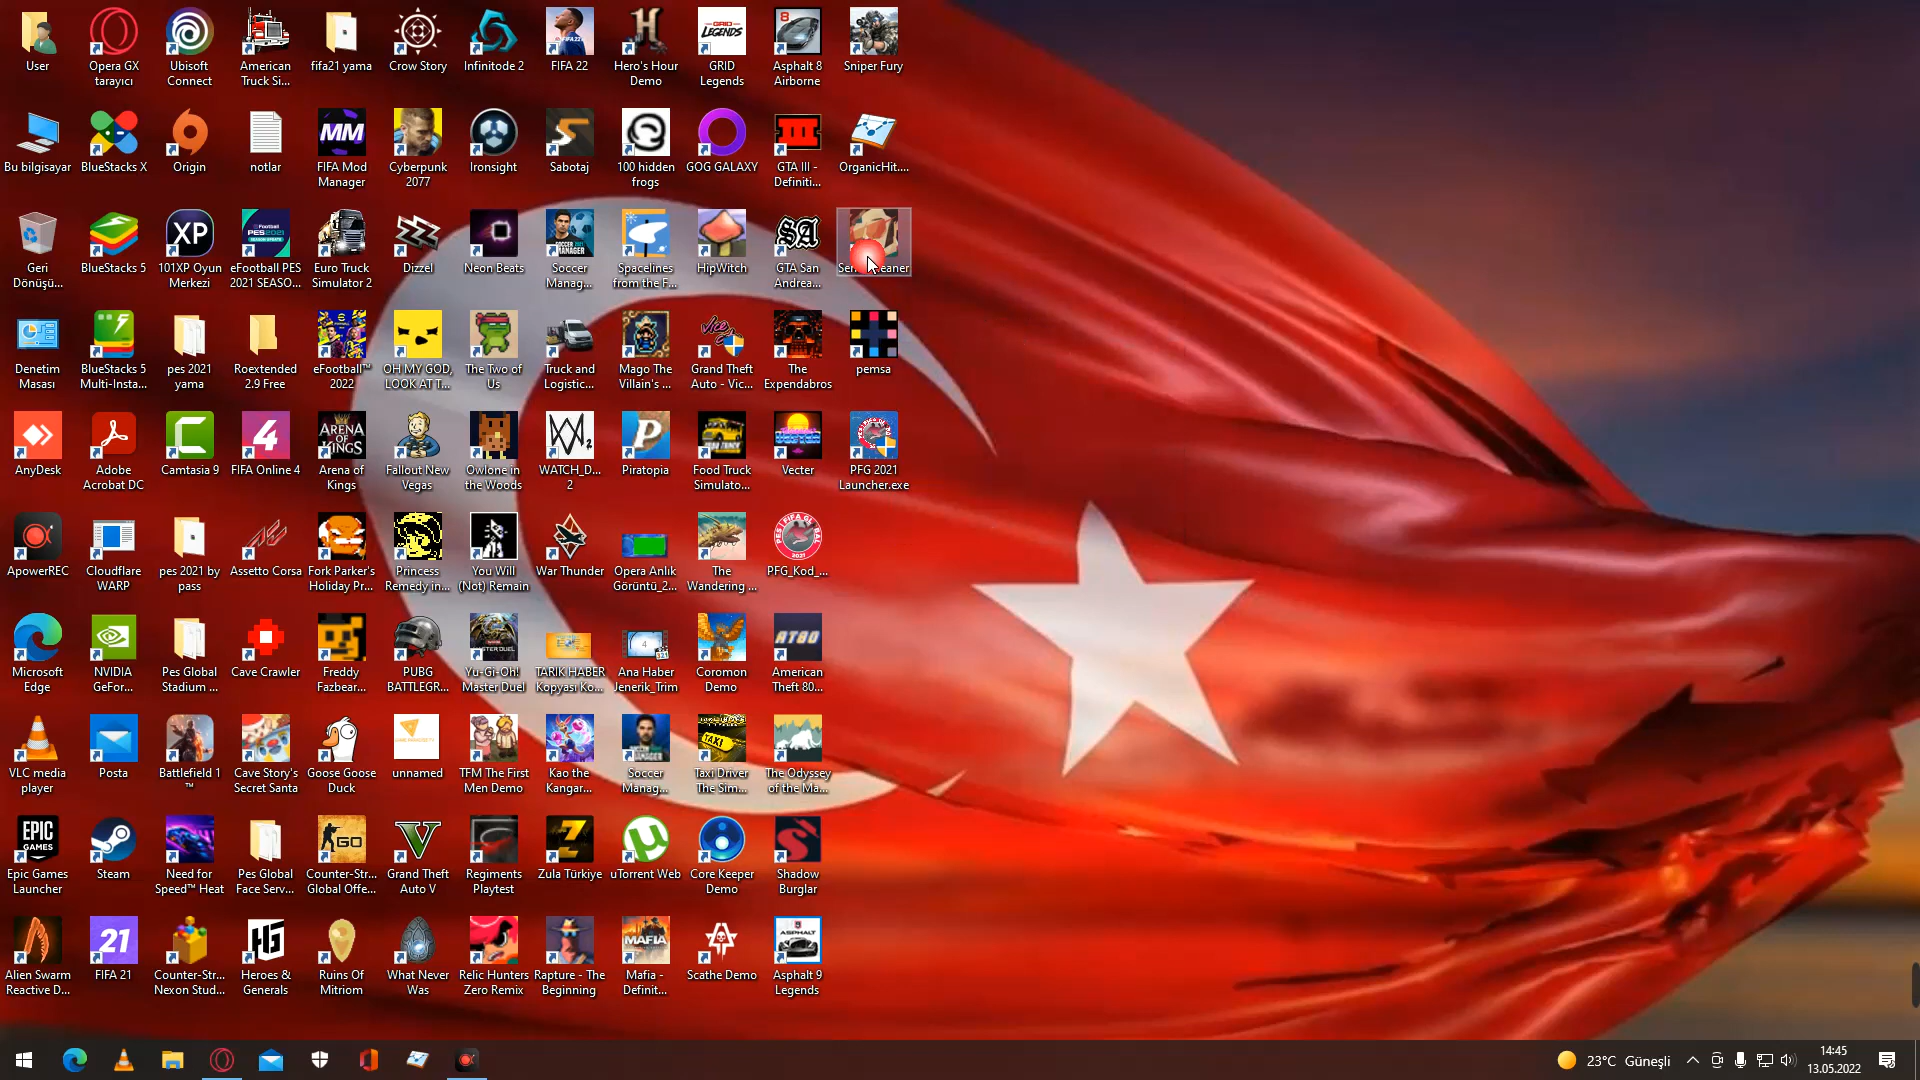 User
Opera GX
tarayıcı
Ubisoft
Connect
American
Truck Si...
fifa21 yama
Crow Story
Infinitode 2
FIFA 22
Hero's Hour
Demo
GRID
Legends
Asphalt 8
Airborne
Sniper Fury
Bu bilgisayar
BlueStacks X
Origin
notlar
FIFA Mod
Manager
Cyberpunk
2077
Ironsight
Sabotaj
100 hidden
frogs
GOG GALAXY
GTA III -
Definiti...
OrganicHit....
Geri
Dönüşü...
BlueStacks 5
101XP Oyun
Merkezi
eFootball PES
2021 SEASO...
Euro Truck
Simulator 2
Dizzel
Neon Beats
Soccer
Manag...
Spacelines
from the F...
HipWitch
GTA San
Andrea...
Denetim
Masası
BlueStacks 5
Multi-Insta...
pes 2021
yama
Roextended
2.9 Free
eFootball™
2022
OH MY GOD,
LOOK AT T...
The Two of
Us
Truck and
Logistic...
Mago The
Villain's ...
Grand Theft
Auto - Vic...
The
Expendabros
pemsa
AnyDesk
Adobe
Acrobat DC
Camtasia 9
FIFA Online 4
Arena of
Kings
Fallout New
Vegas
Owlone in
the Woods
WATCH_D...
2
Piratopia
Food Truck
Simulato...
Vecter
PFG 2021
Launcher.exe
ApowerREC
Cloudflare
WARP
pes 2021 by
pass
Assetto Corsa
Fork Parker's
Holiday Pr...
Princess
Remedy in...
You Will
(Not) Remain
War Thunder
Opera Anlık
Görüntü_2...
The
Wandering ...
PFG_Kod_...
Microsoft
Edge
NVIDIA
GeFor...
Pes Global
Stadium ...
Cave Crawler
Freddy
Fazbear...
PUBG
BATTLEGR...
Yu-Gi-Oh!
Master Duel
TARIK HABER
Kopyası Ko...
Ana Haber
Jenerik_Trim
Coromon
Demo
American
Theft 80...
VLC media
player
Posta
Battlefield 1
™
Cave Story's
Secret Santa
Goose Goose
Duck
unnamed
TFM The First
Men Demo
Kao the
Kangar...
Soccer
Manag...
Taxi Driver
The Sim...
The Odyssey
of the Ma...
Epic Games
Launcher
Steam
Need for
Speed™ Heat
Pes Global
Face Serv...
Counter-Str...
Global Offe...
Grand Theft
Auto V
Regiments
Playtest
Zula Türkiye
uTorrent Web
Core Keeper
Demo
Shadow
Burglar
Alien Swarm
Reactive D...
FIFA 21
Counter-Str...
Nexon Stud...
Heroes &
Generals
Ruins Of
Mitriom
What Never
Was
Relic Hunters
Zero Remix
Rapture - The
Beginning
Mafia -
Definit...
Scathe Demo
Asphalt 9
Legends
23°C Güneşli
14:45
13.05.2022